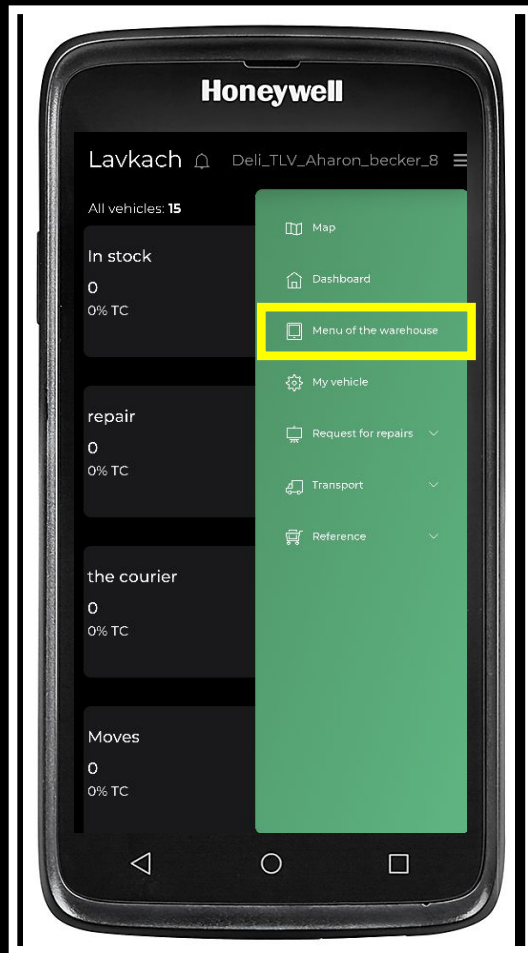 Honeywell
Lavkach Deli_TLV_Aharon_becker_8
All vehicles: 15
In stock
0
0% TC
repair
0
0% TC
the courier
0
0% TC
Moves
0
0% TC
Map
Dashboard
Menu of the warehouse
My vehicle
Request for repairs
Transport
Reference